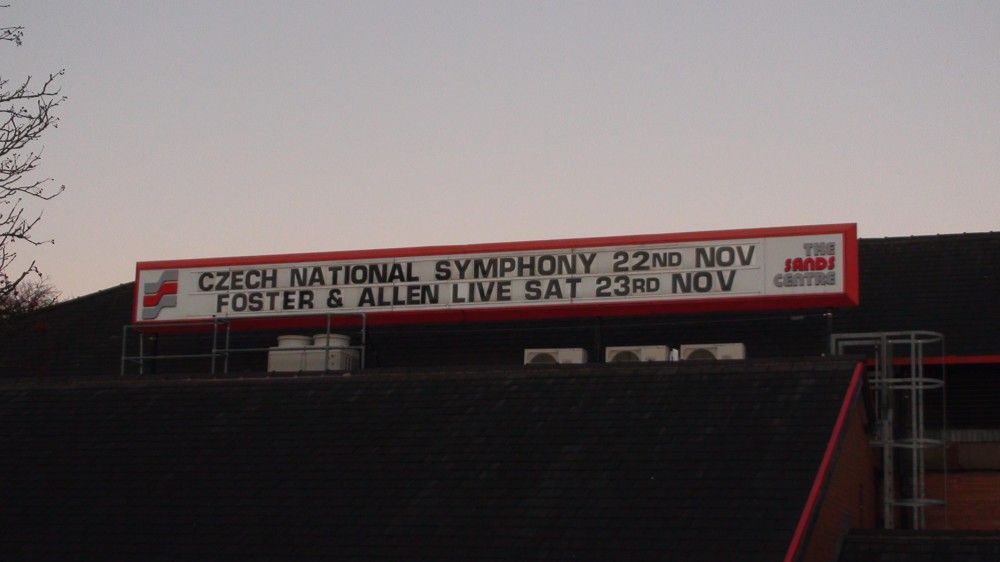 CZECH NATIONAL SYMPHONY 22ND NOV
FOSTER & ALLEN LIVE SAT 23RD NOV
THE
SANDS
CENTRE